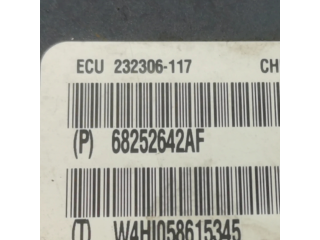 ECU 232306-117 CH
(P) 68252642AF
(T) W4HI058615345